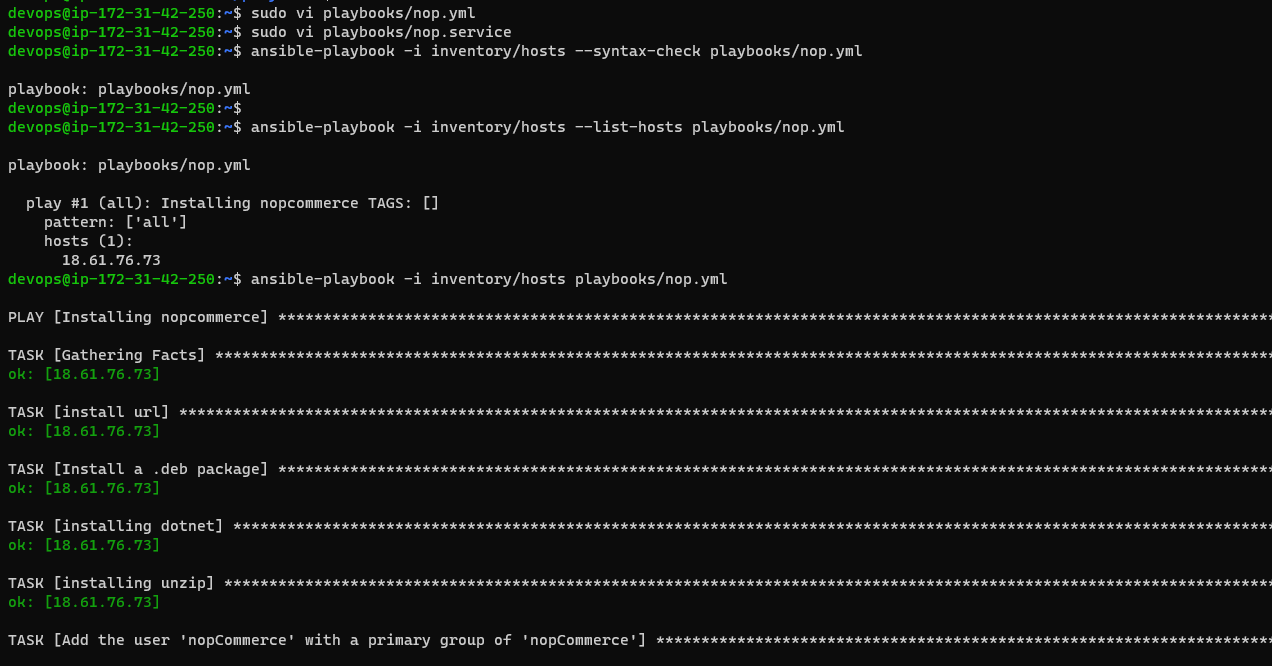 devops@ip-172-31-42-250:~$ sudo vi playbooks/nop.yml
devops@ip-172-31-42-250:~$ sudo vi playbooks/nop.service
devops@ip-172-31-42-250:~$ ansible-playbook -i inventory/hosts --syntax-check playbooks/nop.yml
playbook: playbooks/nop.yml
devops@ip-172-31-42-250:~$
devops@ip-172-31-42-250:~$ ansible-playbook -i inventory/hosts --list-hosts playbooks/nop.yml
playbook: playbooks/nop.yml
play #1 (all): Installing nopcommerce TAGS: []
pattern: ['all']
hosts (1):
18.61.76.73
devops@ip-172-31-42-250:~$ ansible-playbook -i inventory/hosts playbooks/nop.yml
PLAY [Installing nopcommerce] **************************************************************************************************************
TASK [Gathering Facts] *********************************************************************************************************************
ok: [18.61.76.73]
TASK [install url] *************************************************************************************************************************
ok: [18.61.76.73]
TASK [Install a .deb package] **************************************************************************************************************
ok: [18.61.76.73]
TASK [installing dotnet] *******************************************************************************************************************
ok: [18.61.76.73]
TASK [installing unzip] ********************************************************************************************************************
ok: [18.61.76.73]
TASK [Add the user 'nopCommerce' with a primary group of 'nopCommerce'] ********************************************************************